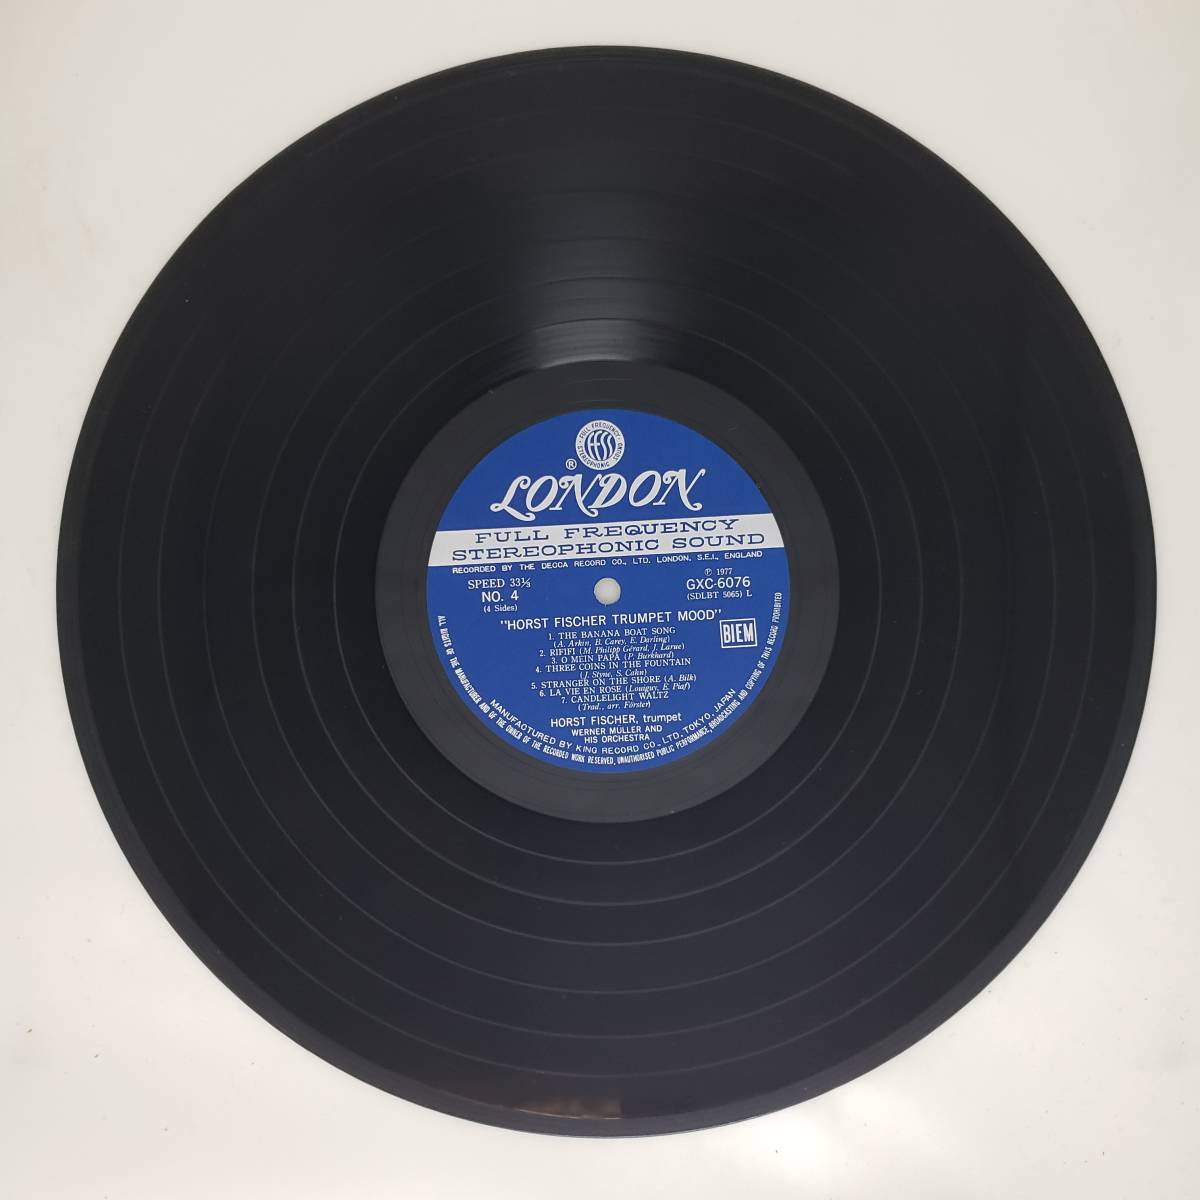 FULL FREQUENCY STEREOPHONIC SOUND
FFSS
®
LONDON
FULL FREQUENCY
STEREOPHONIC SOUND
RECORDED BY THE DECCA RECORD CO., LTD. LONDON, S.E.I., ENGLAND
SPEED 33⅓
NO. 4
(4 Sides)
Ⓟ 1977
GXC-6076
(SDLBT 5065) L
"HORST FISCHER TRUMPET MOOD"
BIEM
1. THE BANANA BOAT SONG
(A. Arkin, B. Carey, E. Darling)
2. RIFIFI (M. Philipp Gérard, J. Larue)
3. O MEIN PAPA (P. Burkhard)
4. THREE COINS IN THE FOUNTAIN
(J. Styne, S. Cahn)
5. STRANGER ON THE SHORE (A. Bilk)
6. LA VIE EN ROSE (Louiguy, E. Piaf)
7. CANDLELIGHT WALTZ
(Trad., arr. Förster)
HORST FISCHER, trumpet
WERNER MÜLLER AND
HIS ORCHESTRA
MANUFACTURED BY KING RECORD CO., LTD. TOKYO, JAPAN
ALL RIGHTS OF THE MANUFACTURER AND OF THE OWNER OF THE RECORDED WORK RESERVED, UNAUTHORISED PUBLIC PERFORMANCE, BROADCASTING AND COPYING OF THIS RECORD PROHIBITED